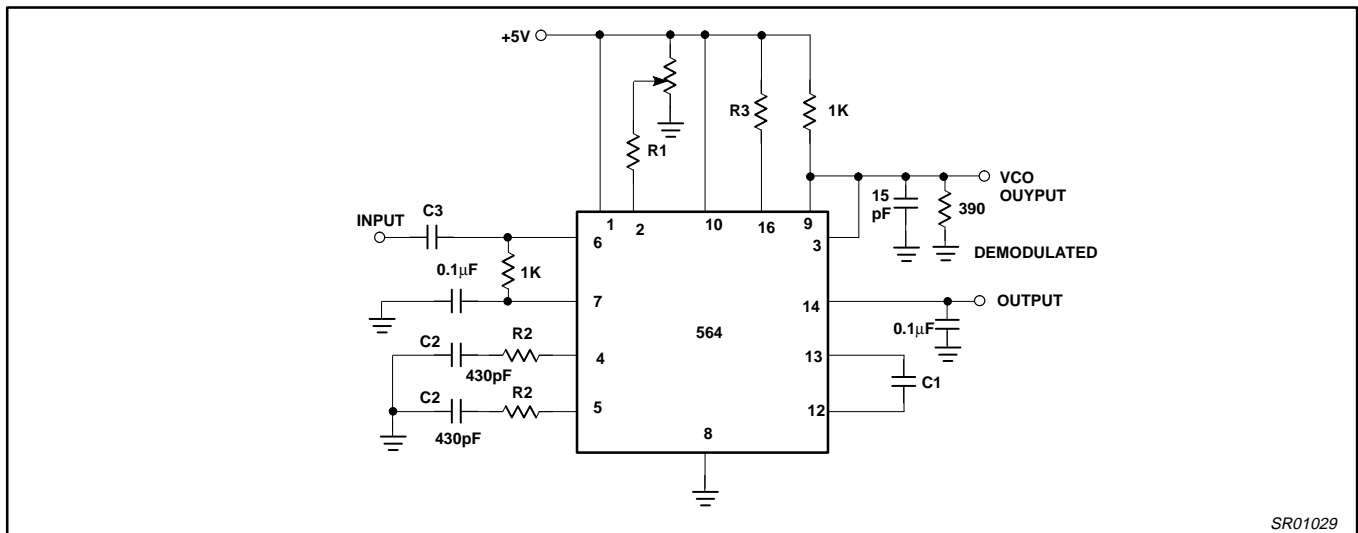 +5V
R3
1K
R1
VCO
OUYPUT
15
pF
390
C3
INPUT
1
2
10
16
9
6
3
DEMODULATED
0.1μF
1K
7
14
OUTPUT
0.1μF
564
C2
R2
4
13
430pF
C1
C2
R2
5
12
430pF
8
SR01029